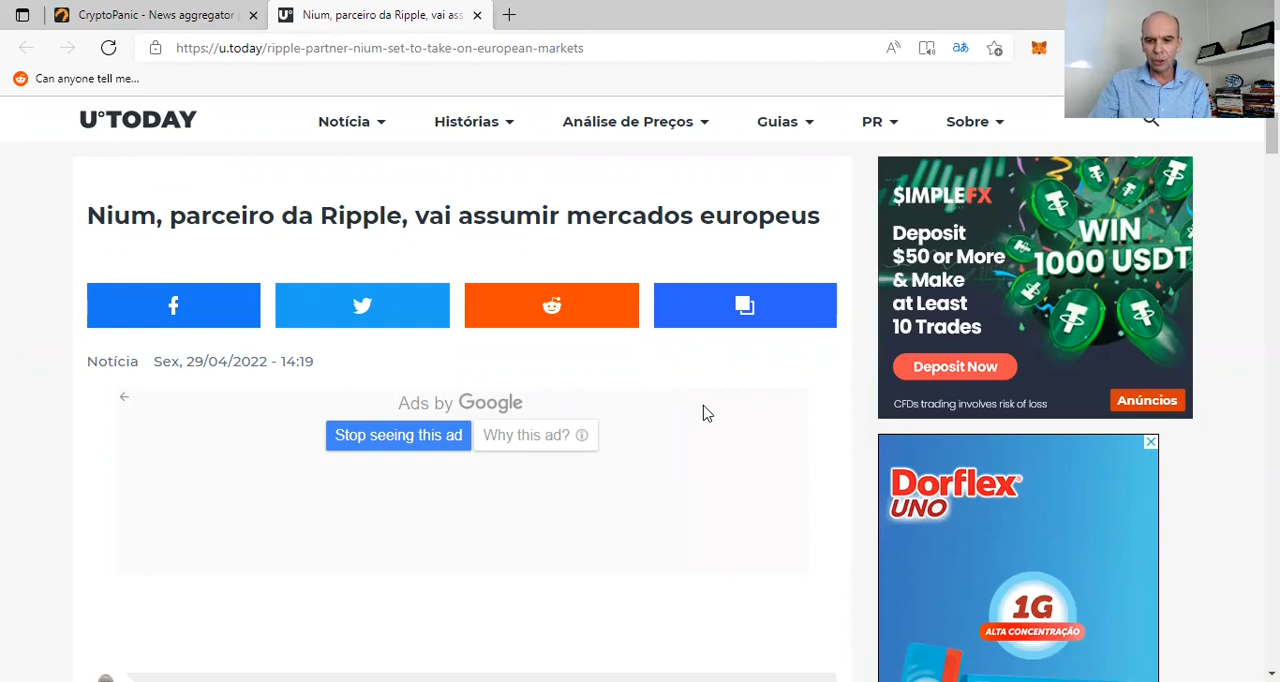 CryptoPanic - News aggregator
Nium, parceiro da Ripple, vai ass
https://u.today/ripple-partner-nium-set-to-take-on-european-markets
Can anyone tell me...
U°TODAY
Notícia
Histórias
Análise de Preços
Guias
PR
Sobre
Nium, parceiro da Ripple, vai assumir mercados europeus
Notícia Sex, 29/04/2022 - 14:19
Ads by Google
Stop seeing this ad
Why this ad?
$IMPLEFX
Deposit
$50 or More
& Make
at Least
10 Trades
WIN
1000 USDT
Deposit Now
CFDs trading involves risk of loss
Anúncios
Dorflex
UNO
1G
ALTA CONCENTRAÇÃO